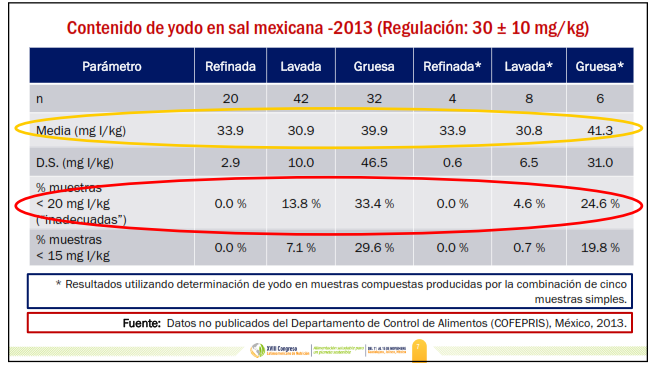 Contenido de yodo en sal mexicana -2013 (Regulación: 30 ± 10 mg/kg)
Parámetro Refinada Lavada Gruesa Refinada* Lavada* Gruesa*
n 20 42 32 4 8 6
Media (mg I/kg) 33.9 30.9 39.9 33.9 30.8 41.3
D.S. (mg I/kg) 2.9 10.0 46.5 0.6 6.5 31.0
% muestras
< 20 mg I/kg 0.0 % 13.8 % 33.4 % 0.0 % 4.6 % 24.6 %
("inadecuadas")
% muestras
< 15 mg I/kg 0.0 % 7.1 % 29.6 % 0.0 % 0.7 % 19.8 %
* Resultados utilizando determinación de yodo en muestras compuestas producidas por la combinación de cinco
muestras simples.
Fuente: Datos no publicados del Departamento de Control de Alimentos (COFEPRIS), México, 2013.
XVIII Congreso